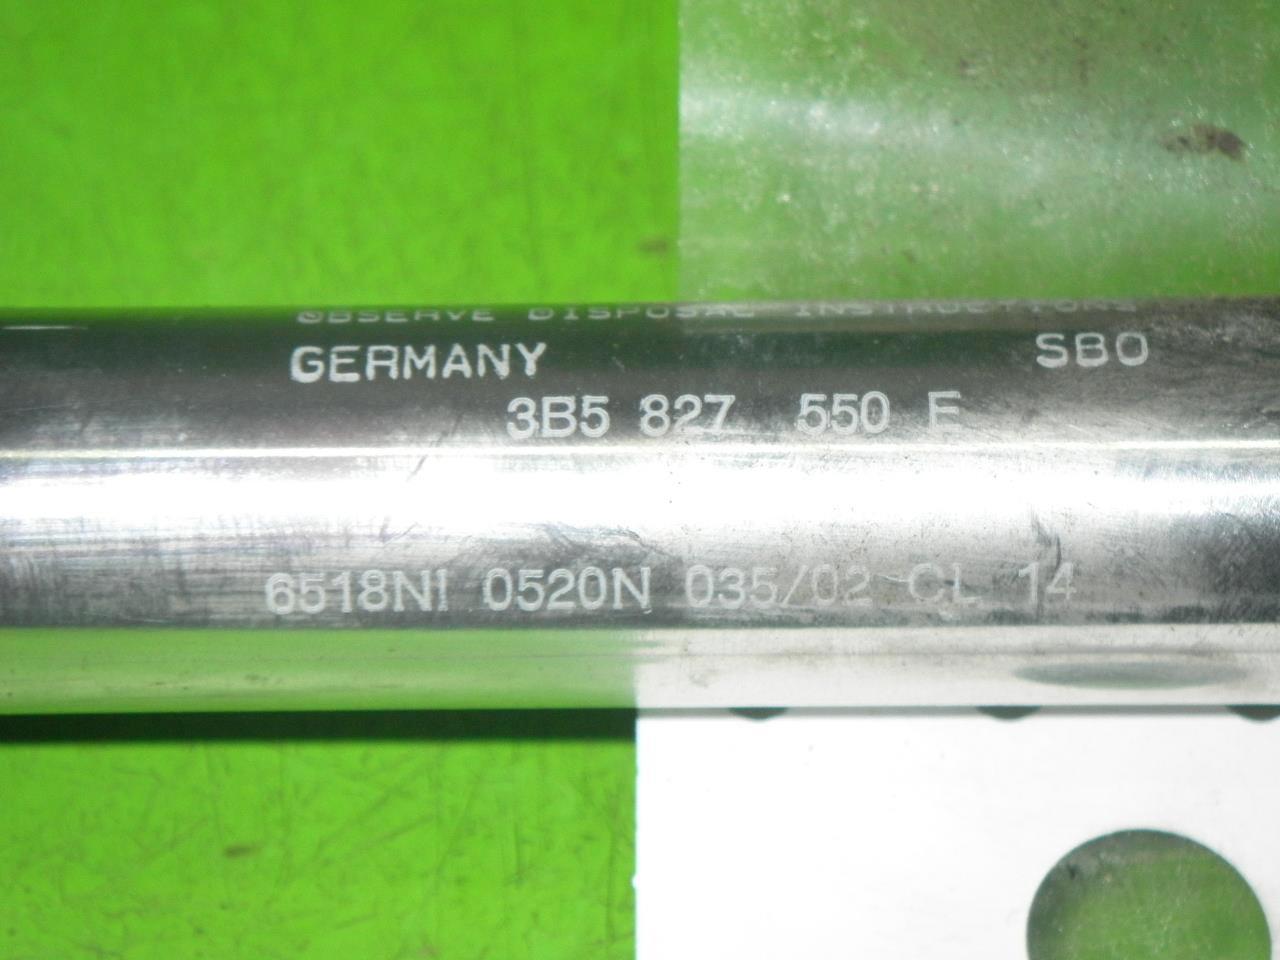 OBSERVE DISPOSAL INSTRUCTIONS
GERMANY SBO
3B5 827 550 E
6518NI 0520N 035/02 CL 14